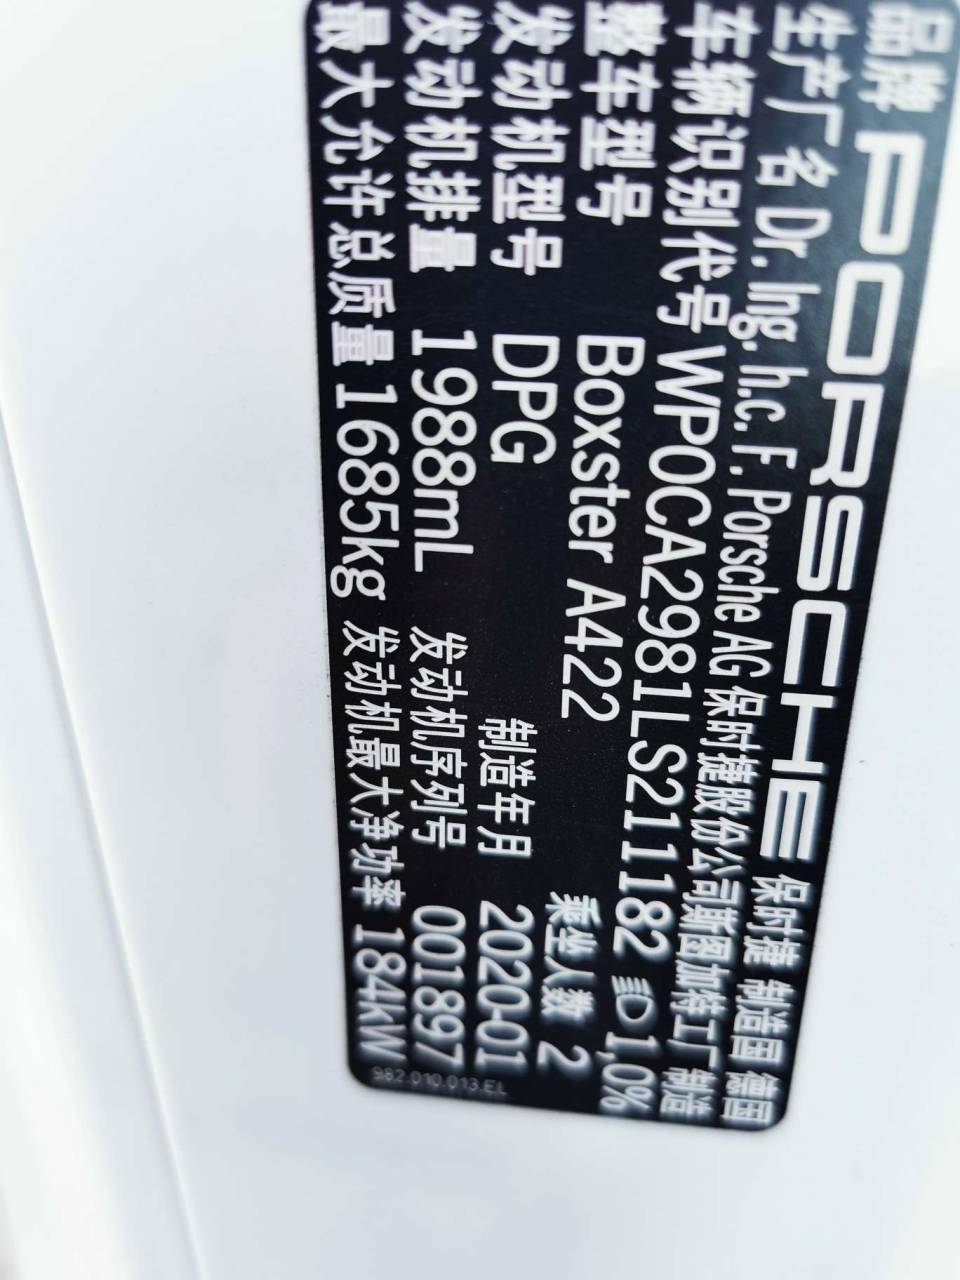 品牌 PORSCHE 保时捷 制造国 德国
生产厂名 Dr. Ing. h.c. F. Porsche AG 保时捷股份公司斯图加特工厂 制造
车辆识别代号 WP0CA2981LS211182 1,0%
整车型号 Boxster A422 乘坐人数 2
发动机型号 DPG 制造年月 2020-01
发动机排量 1988mL 发动机序列号 001897
最大允许总质量 1685kg 发动机最大净功率 184kW
982.010.013.EL